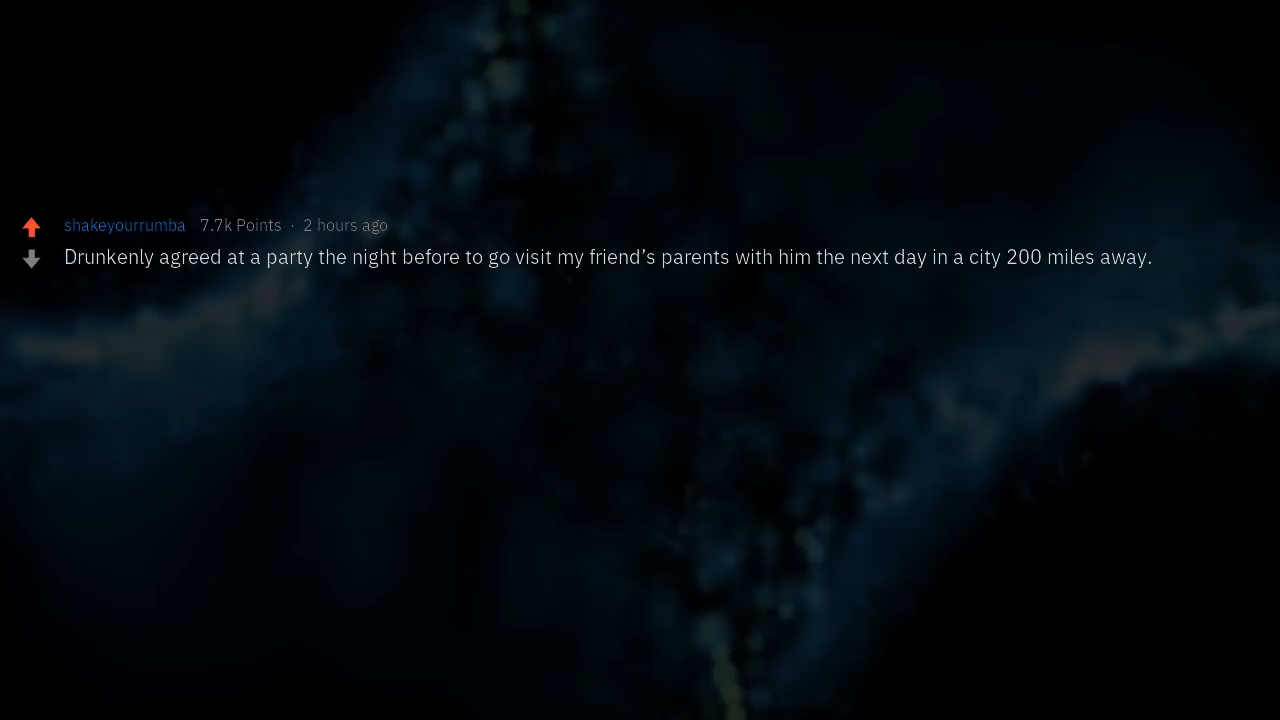 shakeyourrumba 7.7k Points · 2 hours ago
Drunkenly agreed at a party the night before to go visit my friend’s parents with him the next day in a city 200 miles away.